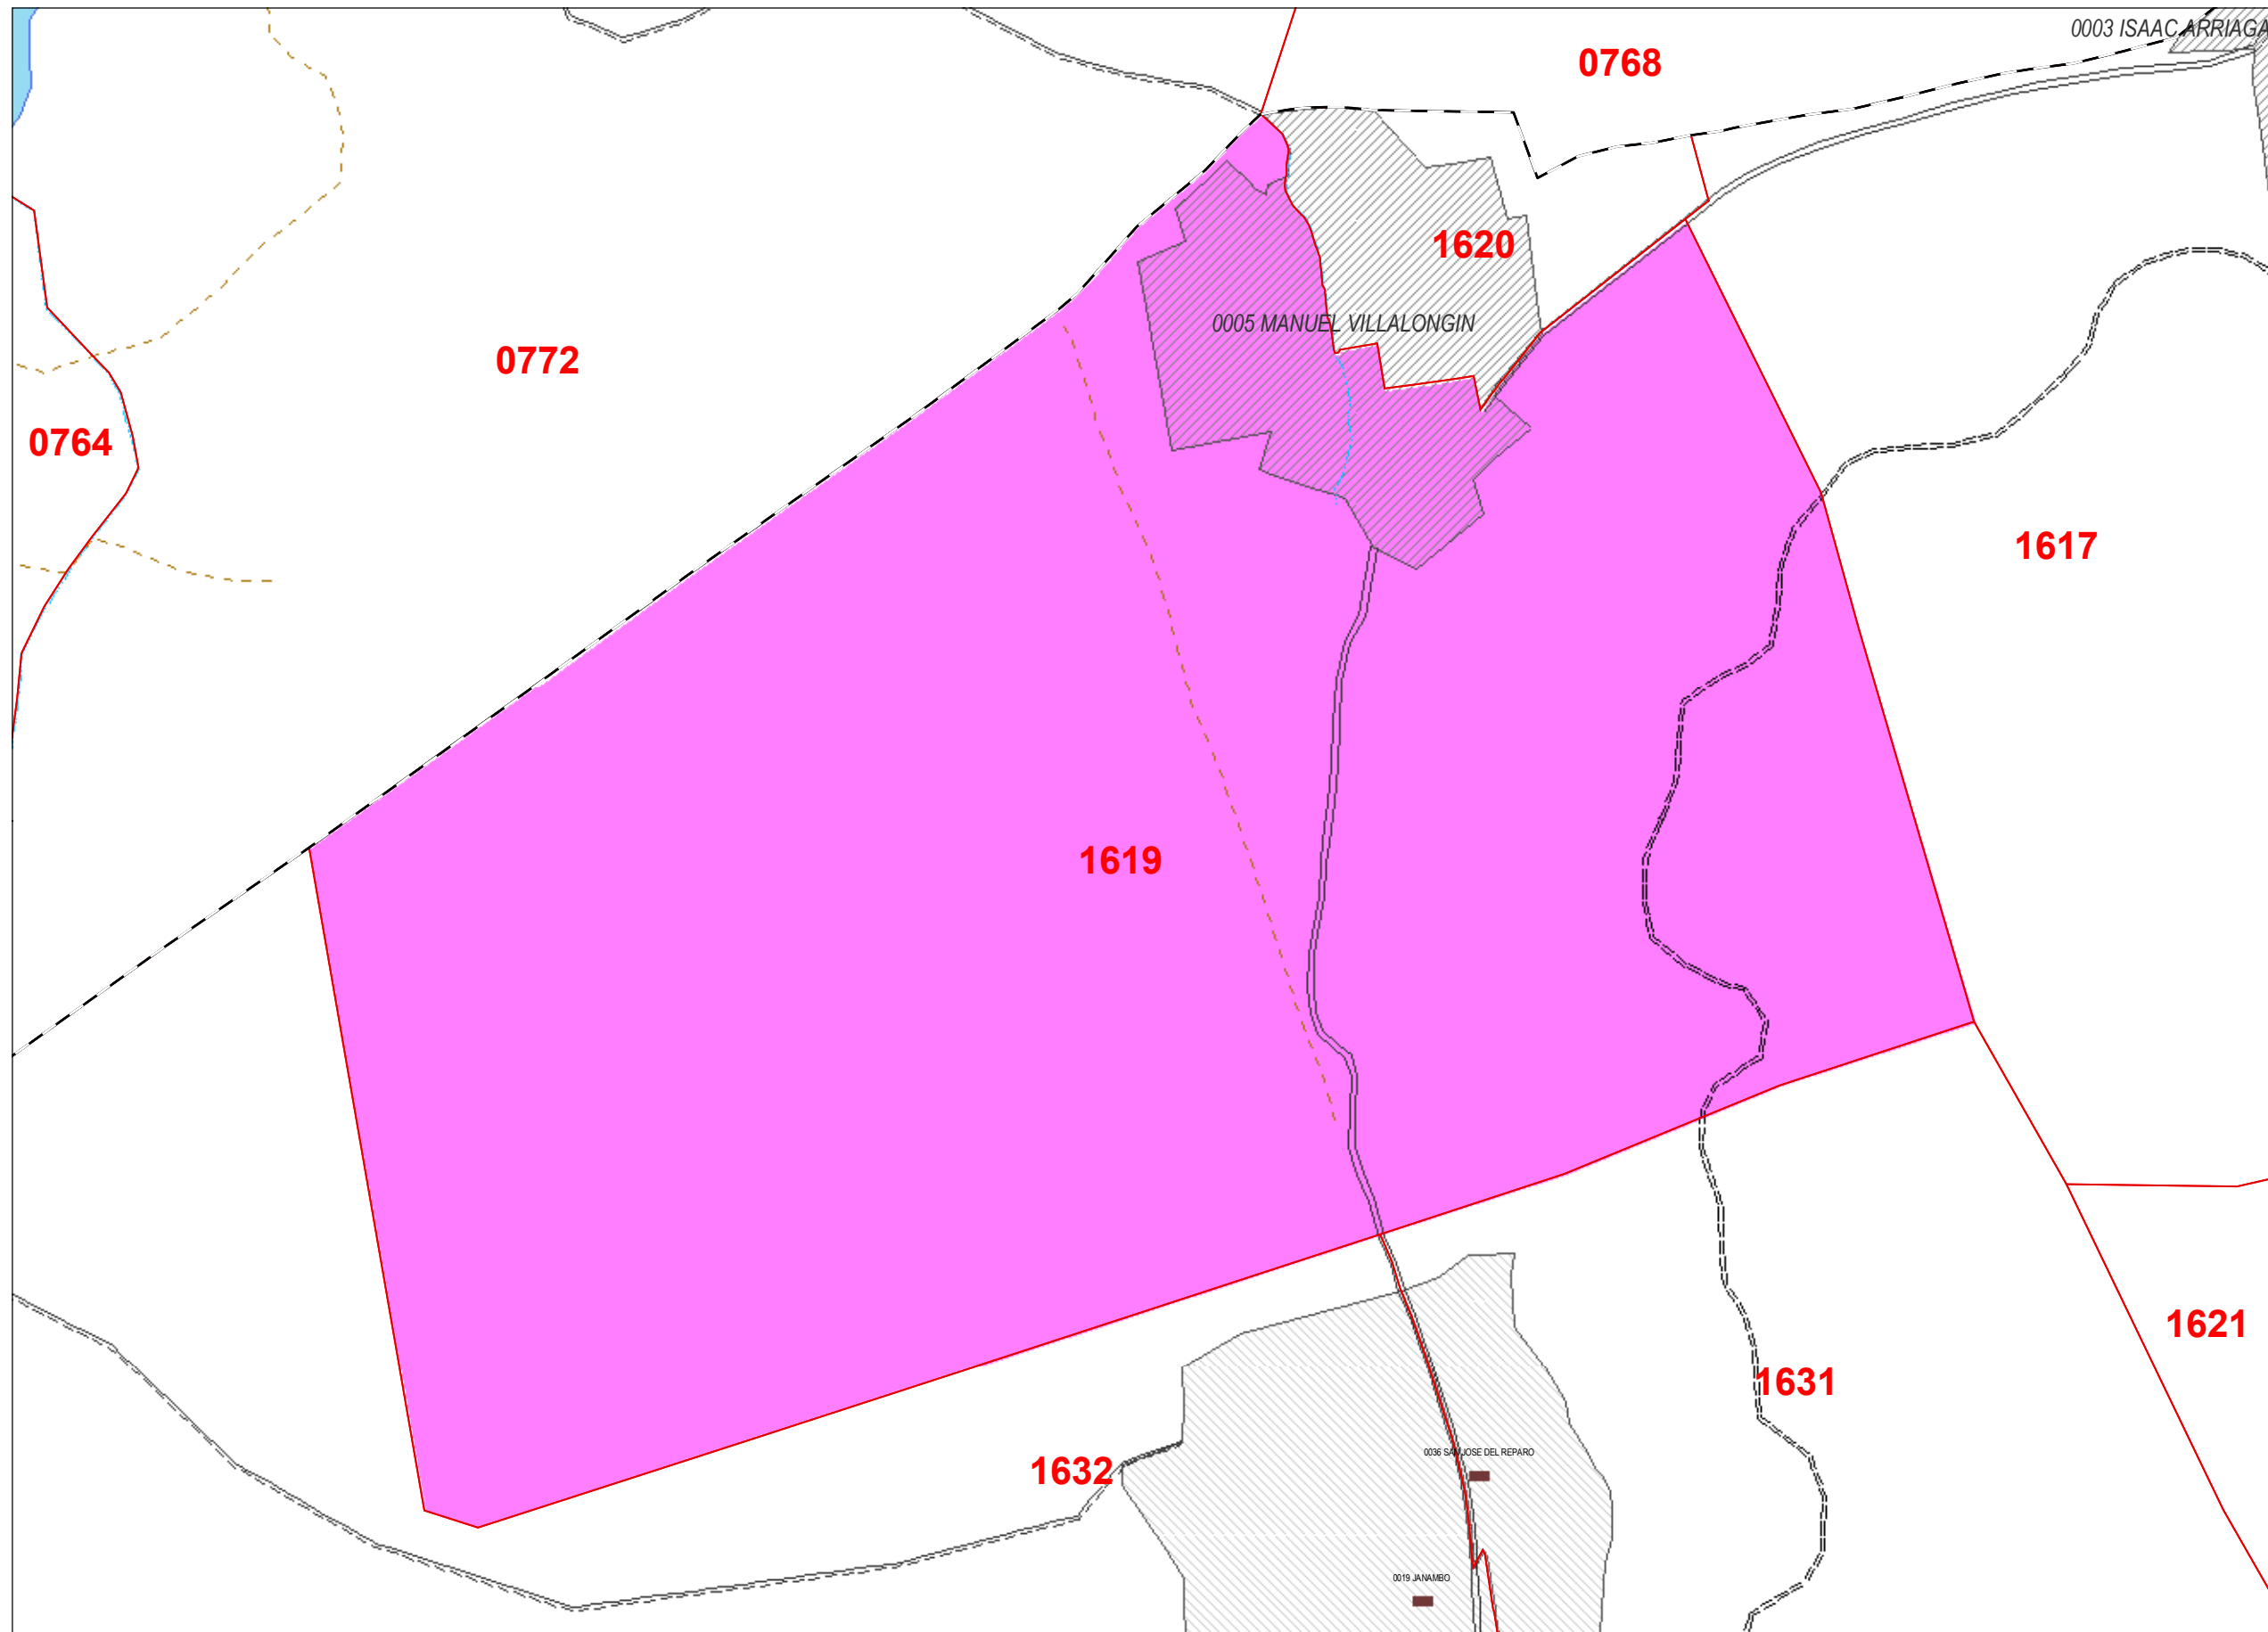 0003 ISAAC ARRIAGA
0768
1620
0005 MANUEL VILLALONGIN
0772
0764
1617
1619
1621
1631
0036 SAN JOSE DEL REPARO
1632
0019 JANAMBO